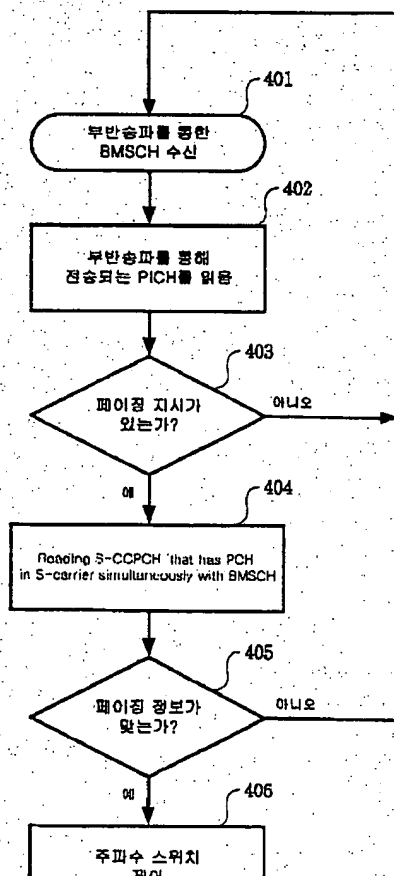 401
부반송파를 통한
BMSCH 수신
402
부반송파를 통해
전송되는 PICH를 읽음
403
페이징 지시가
있는가?
아니오
예
404
Reading S-CCPCH that has PCH
in S-carrier simultaneously with BMSCH
405
페이징 정보가
맞는가?
아니오
예
406
주파수 스위치